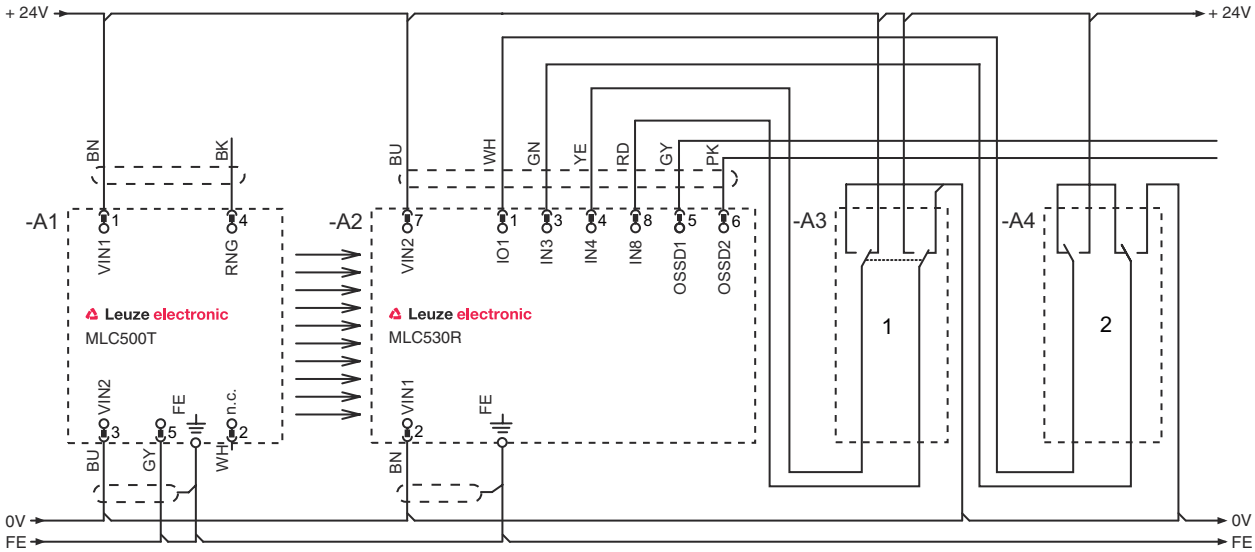 + 24V
+ 24V
BN
BK
BU
WH
GN
YE
RD
GY
PK
-A1
1
4
-A2
7
1
3
4
8
5
6
-A3
-A4
VIN1
RNG
VIN2
IO1
IN3
IN4
IN8
OSSD1
OSSD2
Leuze electronic
MLC500T
Leuze electronic
MLC530R
1
2
VIN2
FE
n.c.
VIN1
FE
3
5
2
2
BU
GY
WH
BN
0V
0V
FE
FE